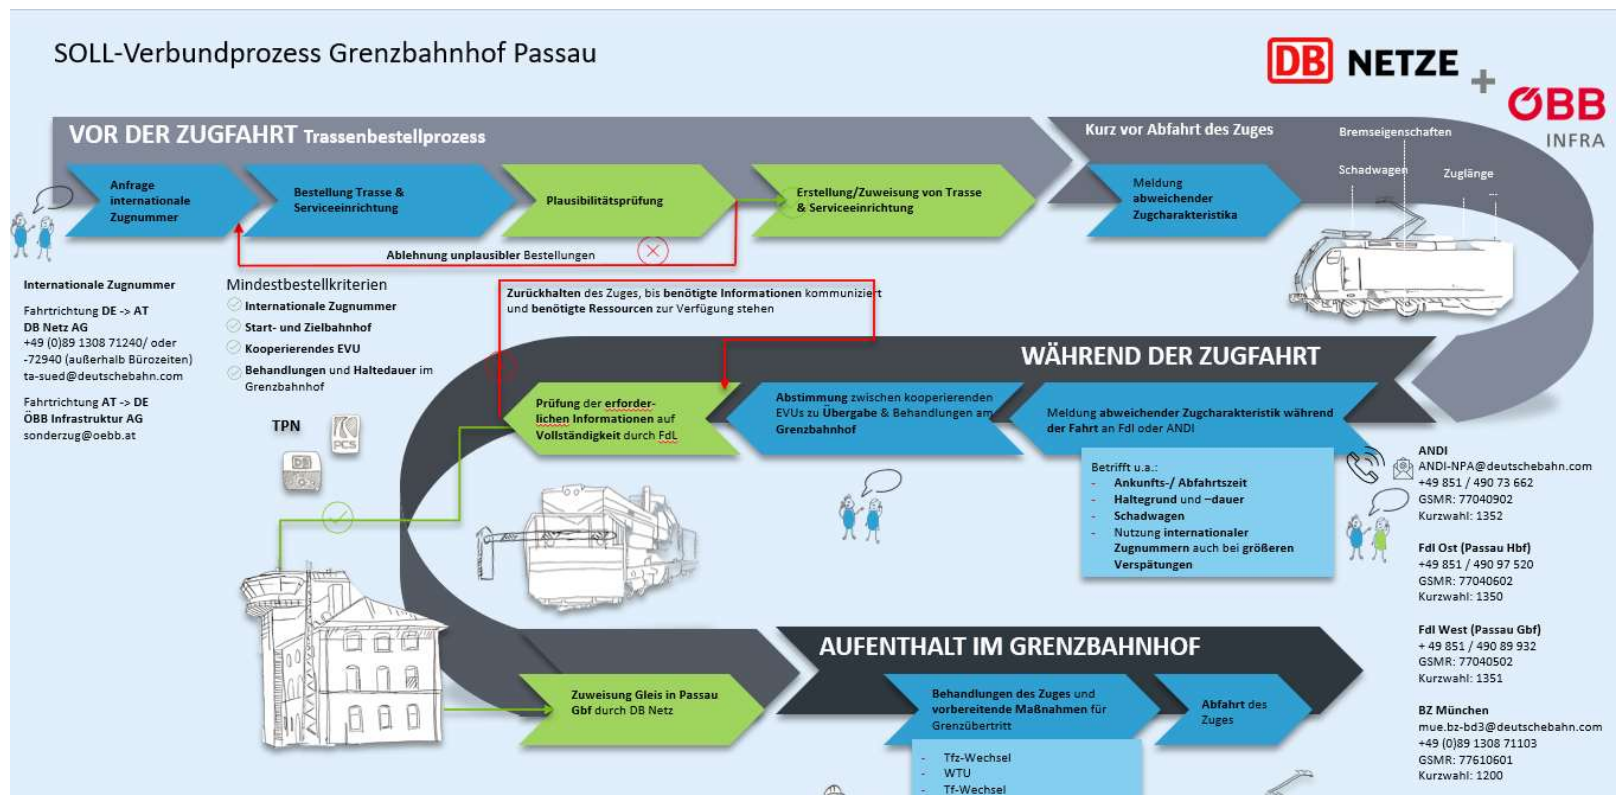 SOLL-Verbundprozess Grenzbahnhof Passau
DB NETZE
+
ÖBB
INFRA
VOR DER ZUGFAHRT Trassenbestellprozess
Anfrage
internationale
Zugnummer
Bestellung Trasse &
Serviceeinrichtung
Plausibilitätsprüfung
Erstellung/Zuweisung von Trasse
& Serviceeinrichtung
Ablehnung unplausibler Bestellungen
Kurz vor Abfahrt des Zuges
Meldung
abweichender
Zugcharakteristika
Bremseigenschaften
Schadwagen
Zuglänge
...
Internationale Zugnummer
Fahrtrichtung DE -> AT
DB Netz AG
+49 (0)89 1308 71240/ oder
-72940 (außerhalb Bürozeiten)
ta-sued@deutschebahn.com
Fahrtrichtung AT -> DE
ÖBB Infrastruktur AG
sonderzug@oebb.at
Mindestbestellkriterien
Internationale Zugnummer
Start- und Zielbahnhof
Kooperierendes EVU
Behandlungen und Haltedauer im
Grenzbahnhof
TPN
PCS
DB
Zurückhalten des Zuges, bis benötigte Informationen kommuniziert
und benötigte Ressourcen zur Verfügung stehen
WÄHREND DER ZUGFAHRT
Prüfung der erforder-
lichen Informationen auf
Vollständigkeit durch FdL
Abstimmung zwischen kooperierenden
EVUs zu Übergabe & Behandlungen am
Grenzbahnhof
Meldung abweichender Zugcharakteristik während
der Fahrt an FdI oder ANDI
Betrifft u.a.:
- Ankunfts-/ Abfahrtszeit
- Haltegrund und –dauer
- Schadwagen
- Nutzung internationaler
Zugnummern auch bei größeren
Verspätungen
ANDI
ANDI-NPA@deutschebahn.com
+49 851 / 490 73 662
GSMR: 77040902
Kurzwahl: 1352
FdI Ost (Passau Hbf)
+49 851 / 490 97 520
GSMR: 77040602
Kurzwahl: 1350
FdI West (Passau Gbf)
+ 49 851 / 490 89 932
GSMR: 77040502
Kurzwahl: 1351
BZ München
mue.bz-bd3@deutschebahn.com
+49 (0)89 1308 71103
GSMR: 77610601
Kurzwahl: 1200
AUFENTHALT IM GRENZBAHNHOF
Zuweisung Gleis in Passau
Gbf durch DB Netz
Behandlungen des Zuges und
vorbereitende Maßnahmen für
Grenzübertritt
Abfahrt des
Zuges
- Tfz-Wechsel
- WTU
- Tf-Wechsel